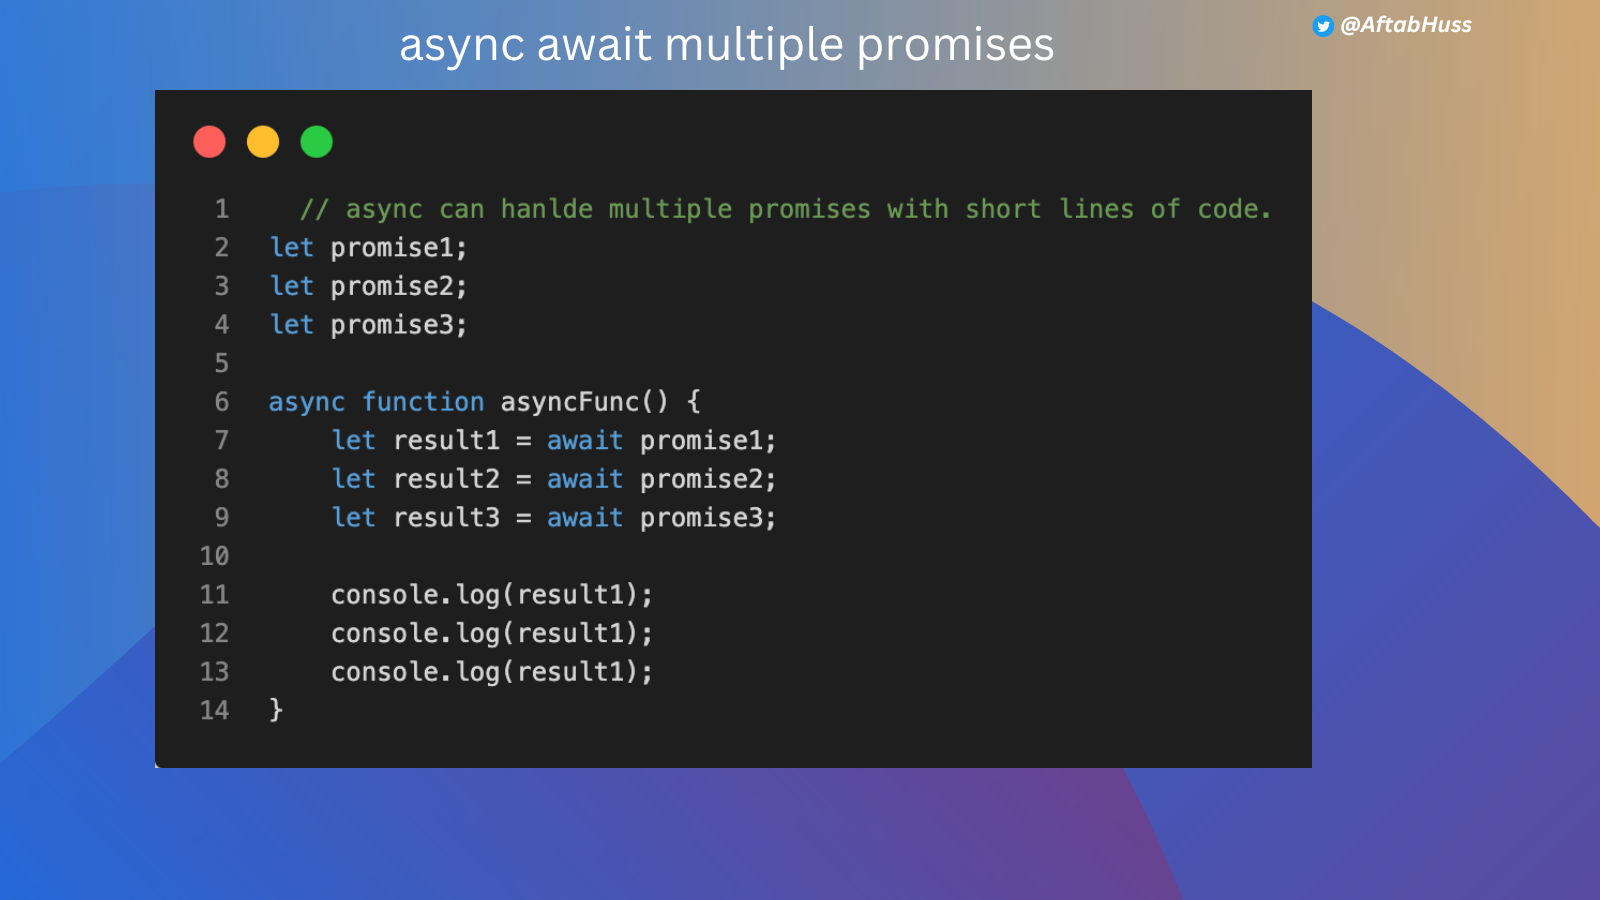 async await multiple promises
@AftabHuss
1 // async can hanlde multiple promises with short lines of code.
2 let promise1;
3 let promise2;
4 let promise3;
5
6 async function asyncFunc() {
7 let result1 = await promise1;
8 let result2 = await promise2;
9 let result3 = await promise3;
10
11 console.log(result1);
12 console.log(result1);
13 console.log(result1);
14 }